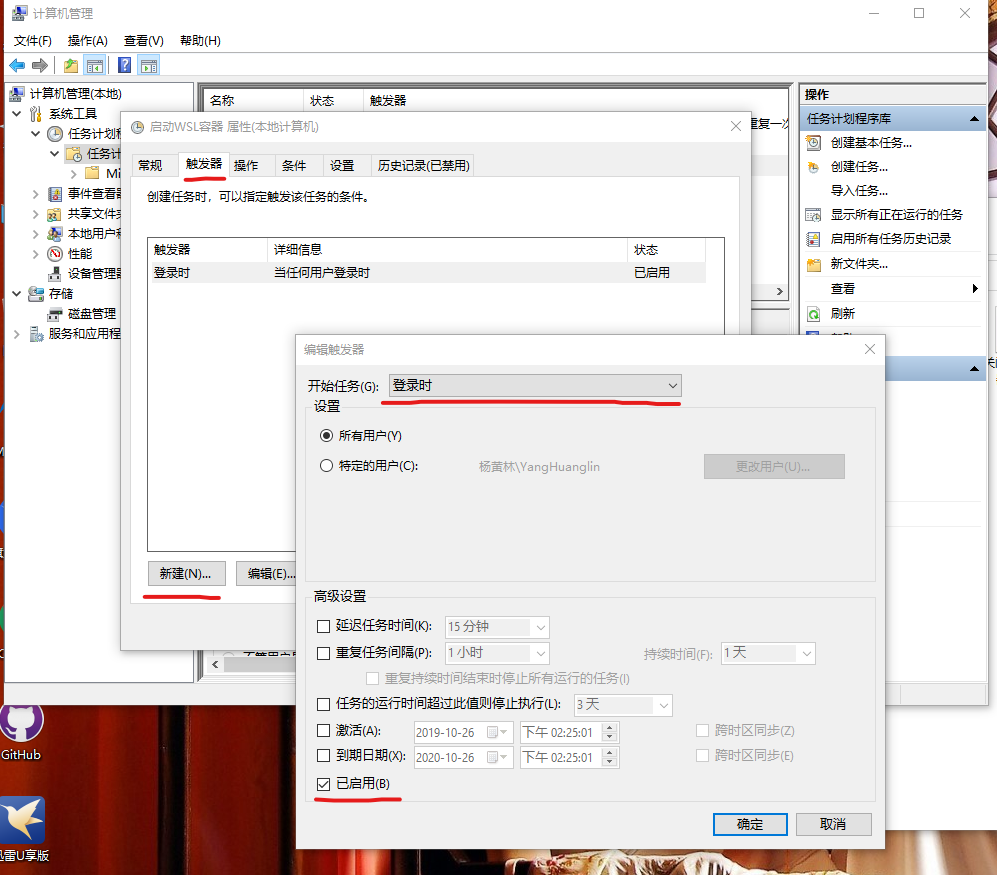 计算机管理
文件(F) 操作(A) 查看(V) 帮助(H)
计算机管理(本地)
系统工具
任务计划
任务计
Mi
事件查看器
共享文件夹
本地用户和
性能
设备管理器
存储
磁盘管理
服务和应用程
名称 状态 触发器
重复一次
操作
任务计划程序库
创建基本任务...
创建任务...
导入任务...
显示所有正在运行的任务
启用所有任务历史记录
新文件夹...
查看
刷新
启动WSL容器 属性(本地计算机)
常规 触发器 操作 条件 设置 历史记录(已禁用)
创建任务时，可以指定触发该任务的条件。
触发器 详细信息 状态
登录时 当任何用户登录时 已启用
新建(N)... 编辑(E)...
编辑触发器
开始任务(G): 登录时
设置
所有用户(Y)
特定的用户(C): 杨黄林\YangHuanglin 更改用户(U)...
高级设置
延迟任务时间(K): 15 分钟
重复任务间隔(P): 1 小时 持续时间(F): 1 天
重复持续时间结束时停止所有运行的任务(I)
任务的运行时间超过此值则停止执行(L): 3 天
激活(A): 2019-10-26 下午 02:25:01 跨时区同步(Z)
到期日期(X): 2020-10-26 下午 02:25:01 跨时区同步(E)
已启用(B)
确定 取消
GitHub
迅雷U享版